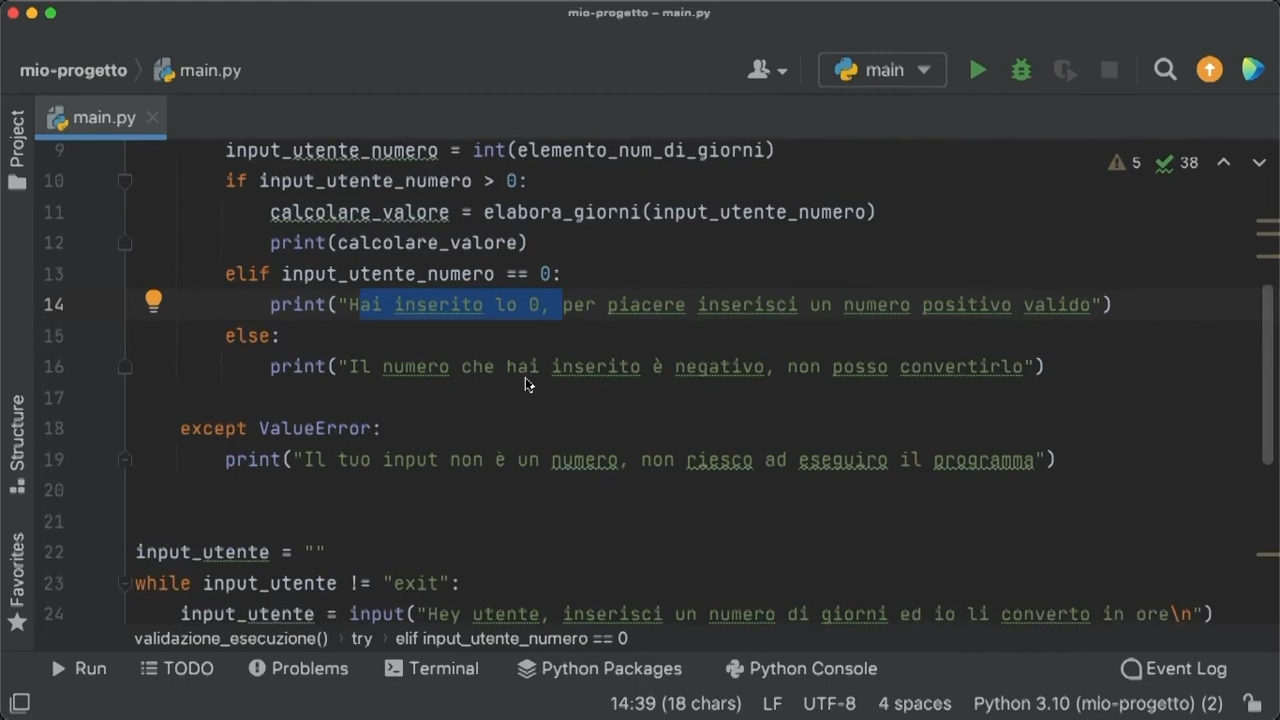 mio-progetto – main.py
mio-progetto main.py main
Project
main.py
9 input_utente_numero = int(elemento_num_di_giorni)
5 38
10 if input_utente_numero > 0:
11 calcolare_valore = elabora_giorni(input_utente_numero)
12 print(calcolare_valore)
13 elif input_utente_numero == 0:
14 print("Hai inserito lo 0, per piacere inserisci un numero positivo valido")
15 else:
16 print("Il numero che hai inserito è negativo, non posso convertirlo")
17
18 except ValueError:
19 print("Il tuo input non è un numero, non riesco ad eseguiro il programma")
20
21
22 input_utente = ""
23 while input_utente != "exit":
24 input_utente = input("Hey utente, inserisci un numero di giorni ed io li converto in ore\n")
Structure
Favorites
validazione_esecuzione() try elif input_utente_numero == 0
Run TODO Problems Terminal Python Packages Python Console Event Log
14:39 (18 chars) LF UTF-8 4 spaces Python 3.10 (mio-progetto) (2)